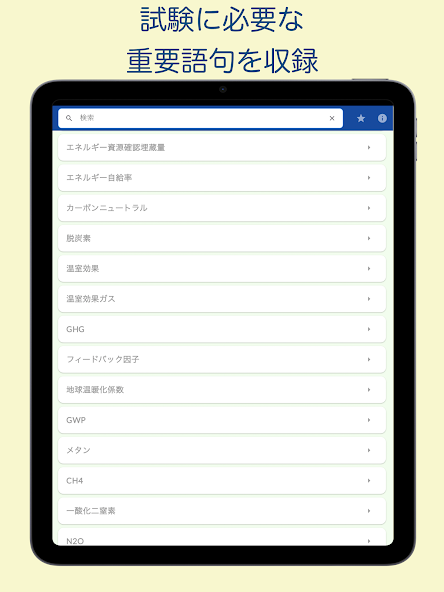 試験に必要な
重要語句を収録
検索
エネルギー資源確認埋蔵量
エネルギー自給率
カーボンニュートラル
脱炭素
温室効果
温室効果ガス
GHG
フィードバック因子
地球温暖化係数
GWP
メタン
CH4
一酸化二窒素
N2O